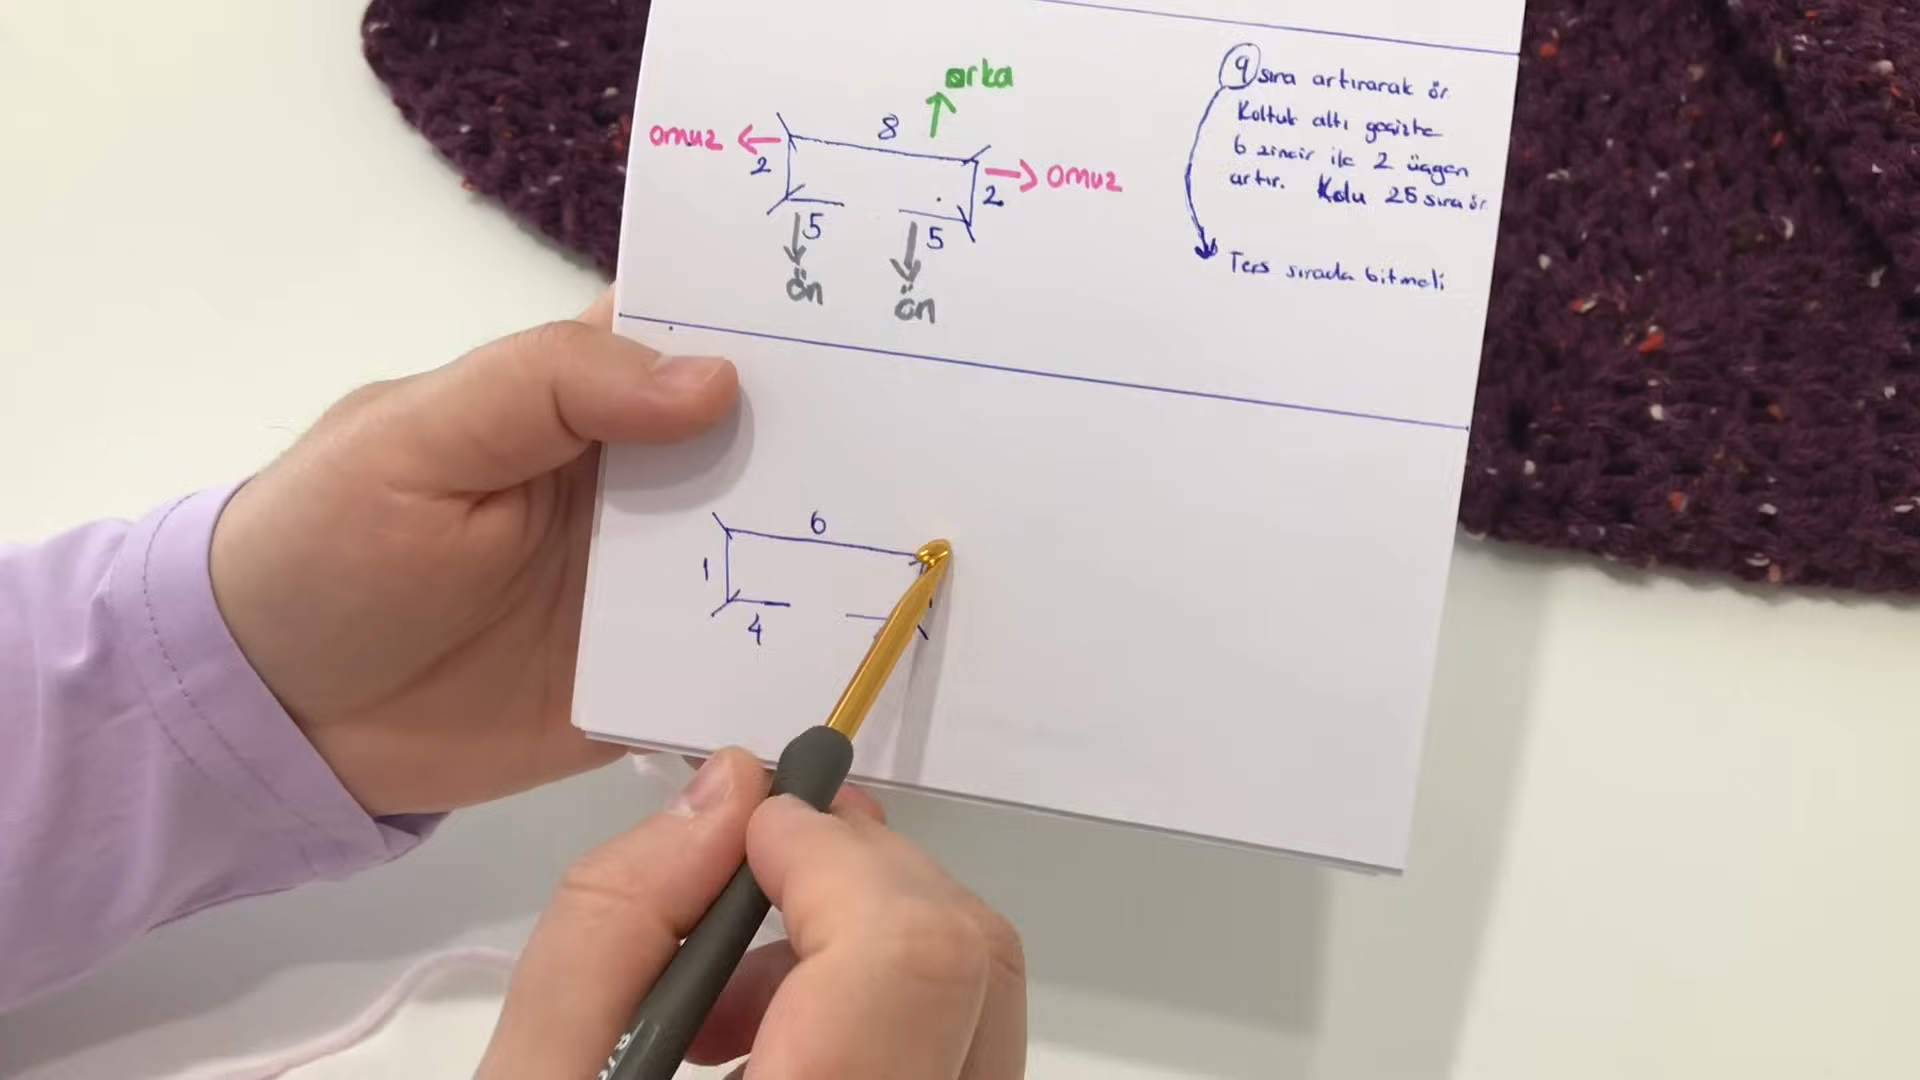 orka
8
omuz
2
omuz
2
5
5
ön
ön
9 sıra artırarak ör.
Koltuk altı geçişte
6 zincir ile 2 üçgen
artır. Kolu 25 sıra ör
Ters sırada bitmeli
6
1
4